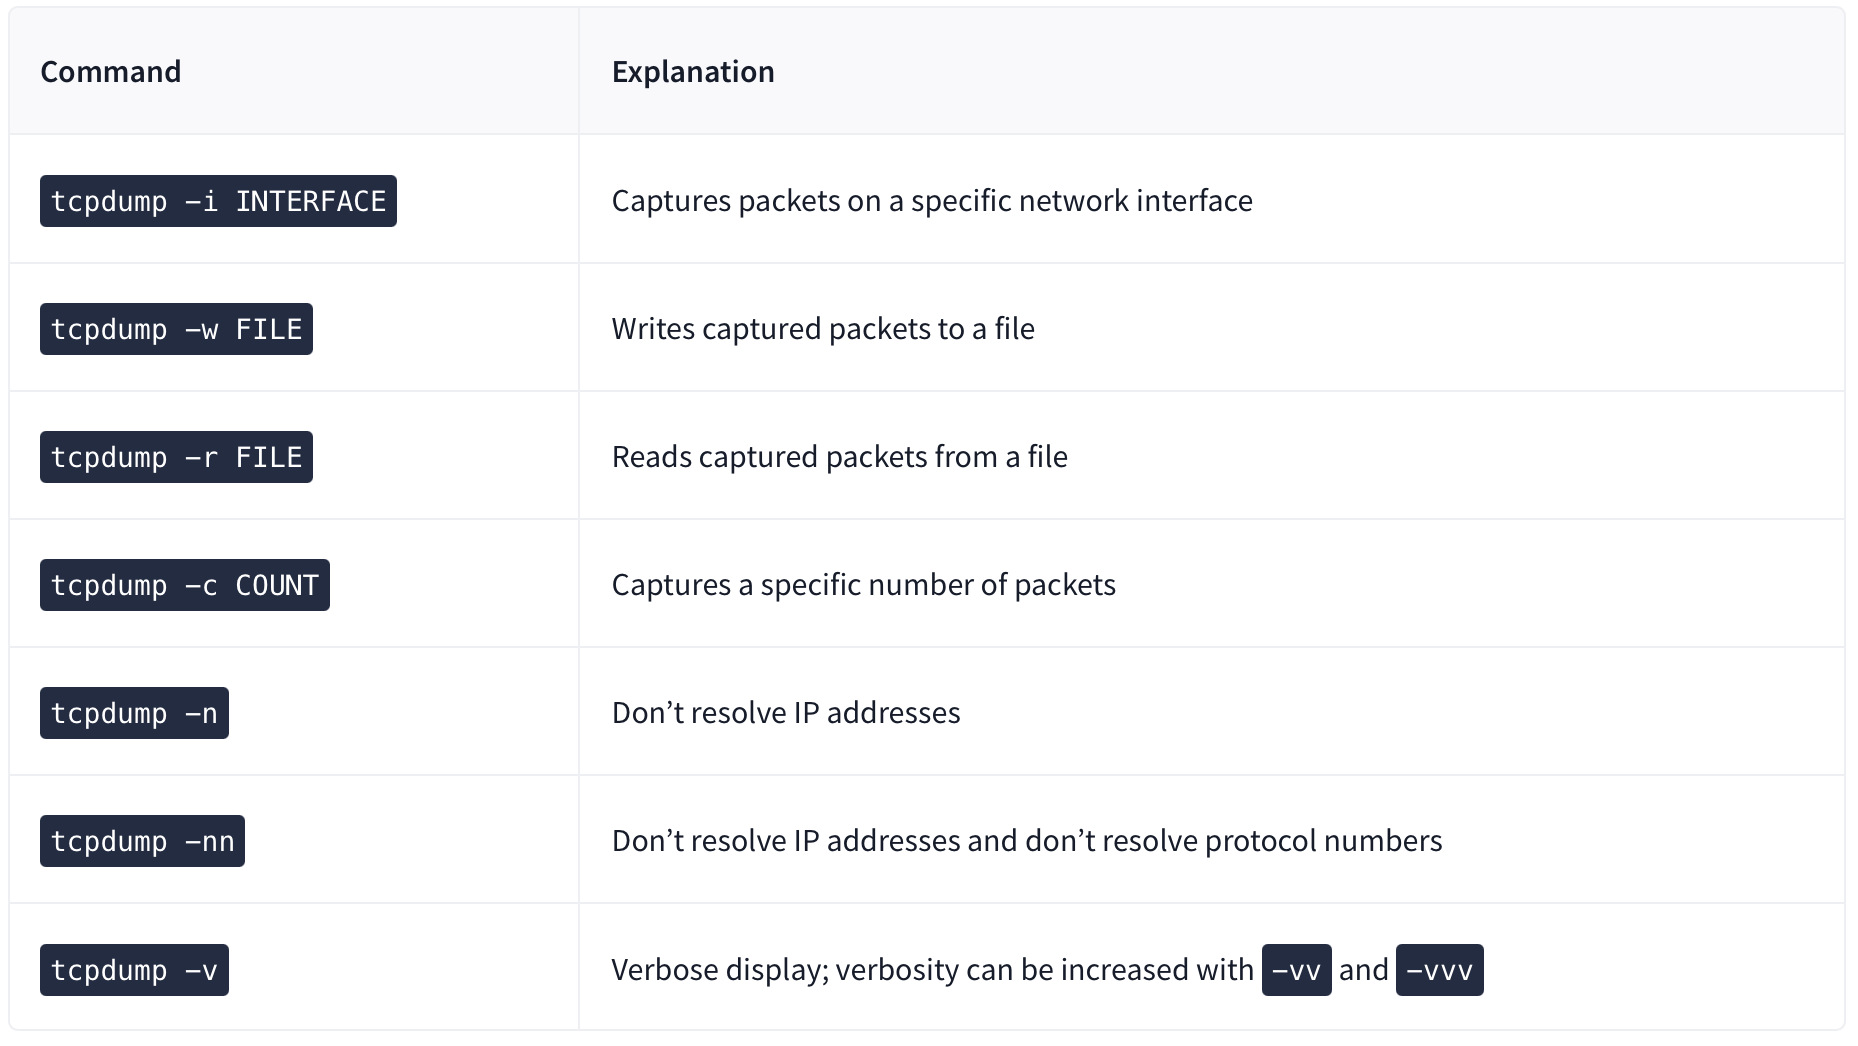 Command Explanation
tcpdump -i INTERFACE Captures packets on a specific network interface
tcpdump -w FILE Writes captured packets to a file
tcpdump -r FILE Reads captured packets from a file
tcpdump -c COUNT Captures a specific number of packets
tcpdump -n Don’t resolve IP addresses
tcpdump -nn Don’t resolve IP addresses and don’t resolve protocol numbers
tcpdump -v Verbose display; verbosity can be increased with -vv and -vvv